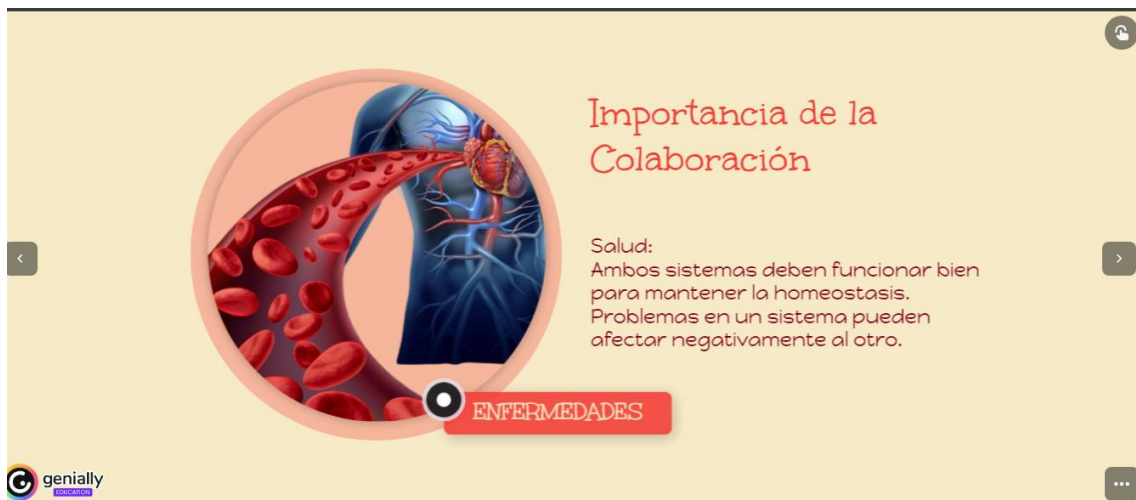 Importancia de la
Colaboración
Salud:
Ambos sistemas deben funcionar bien
para mantener la homeostasis.
Problemas en un sistema pueden
afectar negativamente al otro.
ENFERMEDADES
genially
EDUCATION